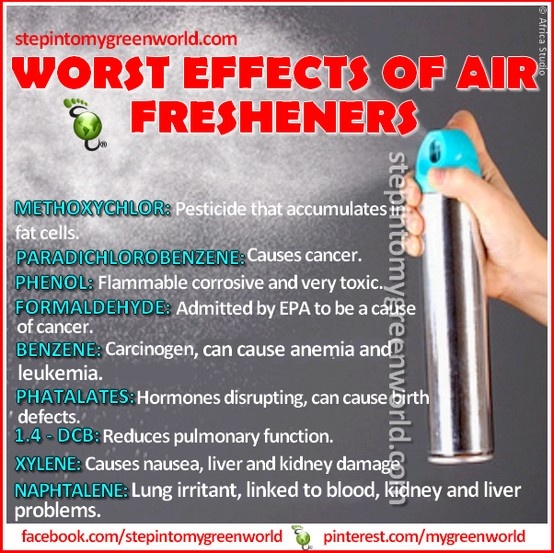 © Africa Studio
stepintomygreenworld.com
WORST EFFECTS OF AIR
FRESHENERS
METHOXYCHLOR: Pesticide that accumulates in
fat cells.
PARADICHLOROBENZENE: Causes cancer.
PHENOL: Flammable corrosive and very toxic.
FORMALDEHYDE: Admitted by EPA to be a cause
of cancer.
BENZENE: Carcinogen, can cause anemia and
leukemia.
PHATALATES: Hormones disrupting, can cause birth
defects.
1.4 - DCB: Reduces pulmonary function.
XYLENE: Causes nausea, liver and kidney damage
NAPHTALENE: Lung irritant, linked to blood, kidney and liver
problems.
stepintomygreenworld.com
facebook.com/stepintomygreenworld pinterest.com/mygreenworld